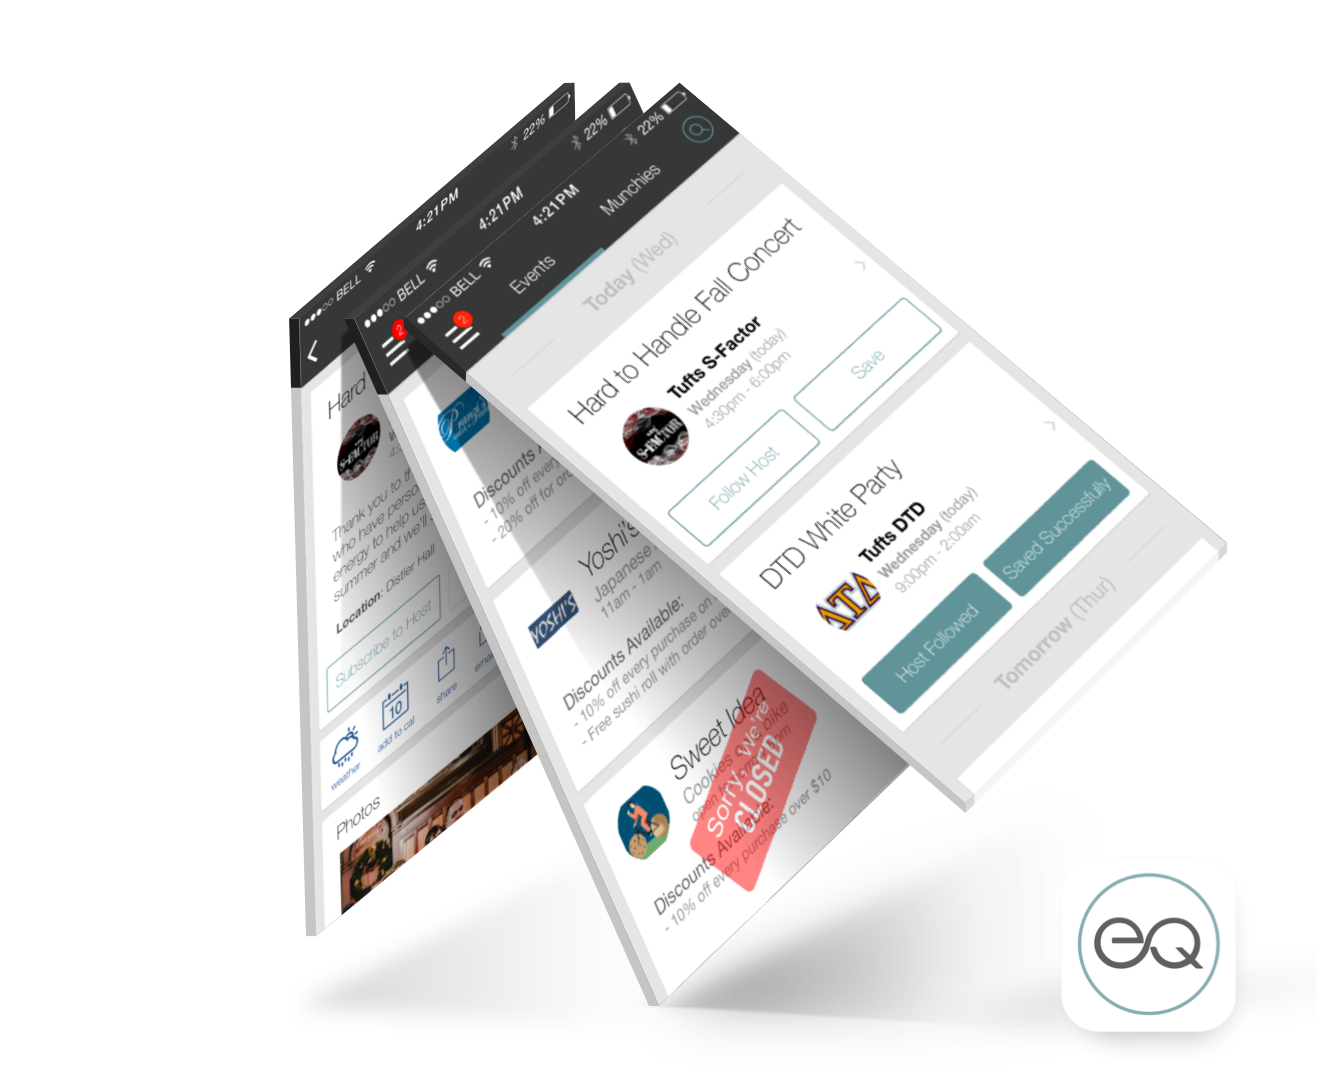 BELL
4:21PM
22%
Hard
Thank you to
who have
energy to help us
summer and we'll
Location: Distler Hall
Subscribe to Host
weather
10
add to cal
share
Photos
BELL
4:21PM
22%
2
Discounts
- 10% off every
- 20% off for
YOSHI'S
Yoshi's
Japanese
11am - 1am
Discounts Available:
- 10% off every purchase on
- Free sushi roll with order over
Sweet Idea
Cookies
Sorry, we're
CLOSED
Discounts Available:
- 10% off every purchase over $10
BELL
4:21PM
22%
2
Events
Munchies
Today (Wed)
Hard to Handle Fall Concert
S-FACTOR
Tufts S-Factor
Wednesday (today)
4:30pm - 6:00pm
Follow Host
Save
DTD White Party
ΔΤΔ
Tufts DTD
Wednesday (today)
9:00pm - 2:00am
Host Followed
Saved Successfully
Tomorrow (Thur)
eQ